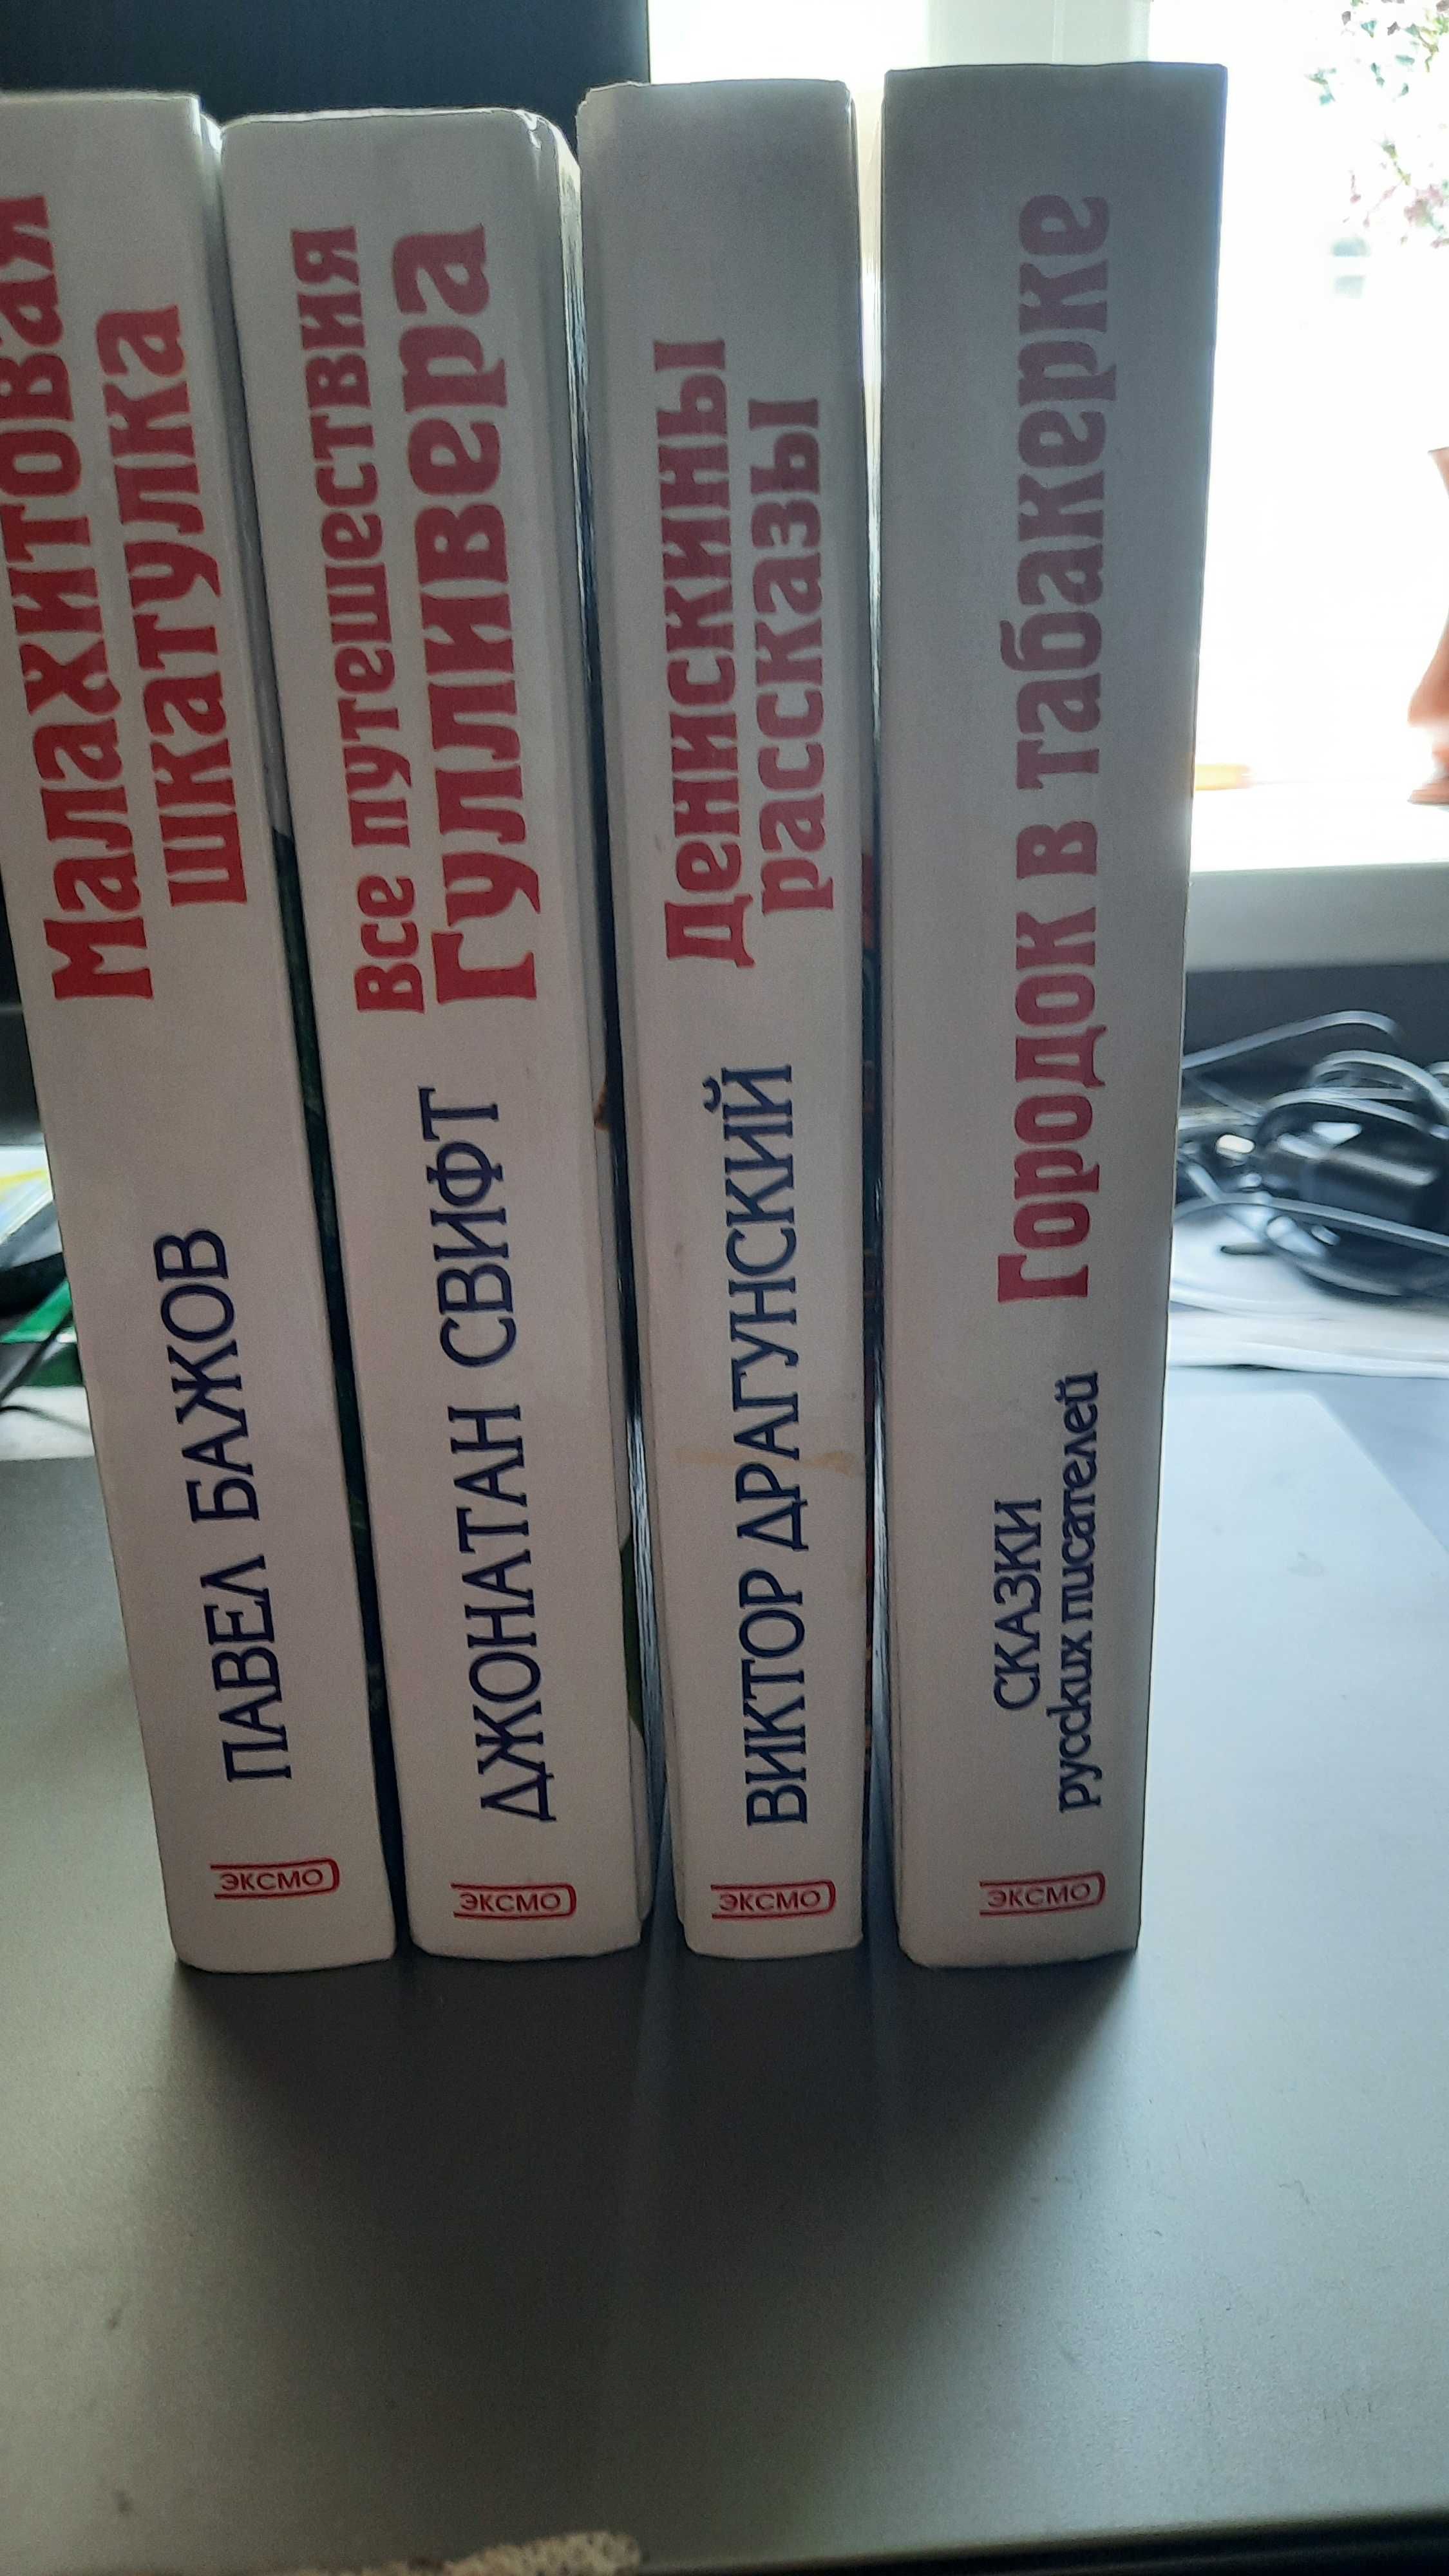 Малахитовая
шкатулка
ПАВЕЛ БАЖОВ
ЭКСМО
Все путешествия
Гулливера
ДЖОНАТАН СВИФТ
ЭКСМО
Денискины
рассказы
ВИКТОР ДРАГУНСКИЙ
ЭКСМО
Городок в табакерке
СКАЗКИ
русских писателей
ЭКСМО